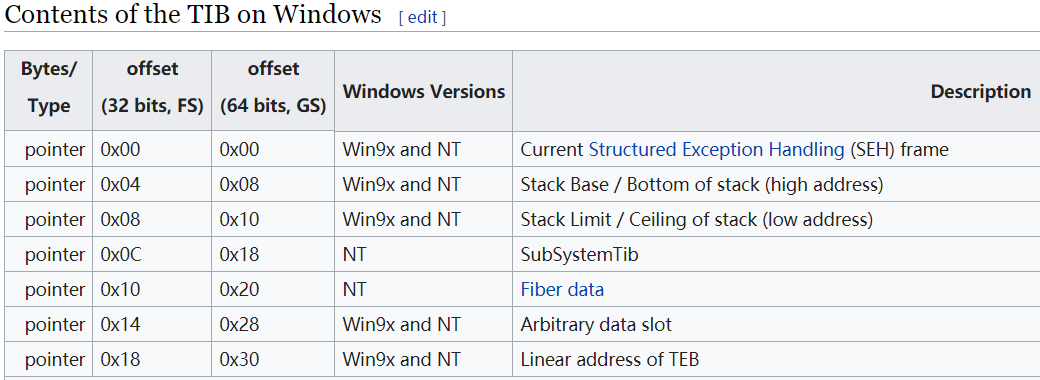 Contents of the TIB on Windows [ edit ]
Bytes/ Type offset (32 bits, FS) offset (64 bits, GS) Windows Versions Description
pointer 0x00 0x00 Win9x and NT Current Structured Exception Handling (SEH) frame
pointer 0x04 0x08 Win9x and NT Stack Base / Bottom of stack (high address)
pointer 0x08 0x10 Win9x and NT Stack Limit / Ceiling of stack (low address)
pointer 0x0C 0x18 NT SubSystemTib
pointer 0x10 0x20 NT Fiber data
pointer 0x14 0x28 Win9x and NT Arbitrary data slot
pointer 0x18 0x30 Win9x and NT Linear address of TEB